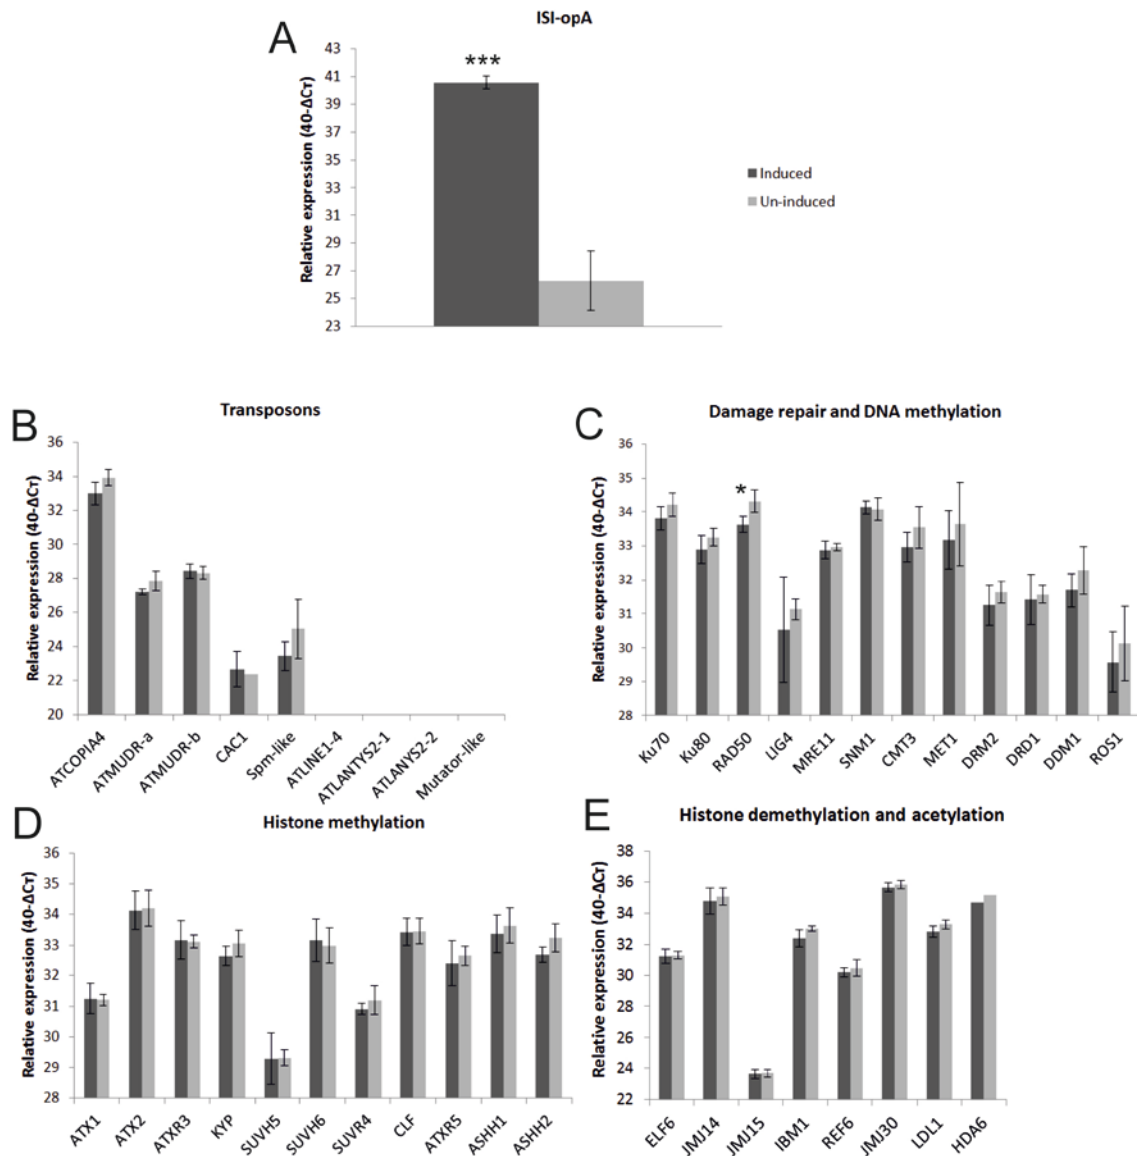 A
ISI-opA
Relative expression (40-ΔCт)
43
41
39
37
35
33
31
29
27
25
23
***
Induced
Un-induced
B
Transposons
Relative expression (40-ΔCт)
36
34
32
30
28
26
24
22
20
ATCOPIA4
ATMUDR-a
ATMUDR-b
CAC1
Spm-like
ATLINE1-4
ATLANTYS2-1
ATLANYS2-2
Mutator-like
C
Damage repair and DNA methylation
Relative expression (40-ΔCт)
36
35
34
33
32
31
30
29
28
*
Ku70
Ku80
RAD50
LIG4
MRE11
SNM1
CMT3
MET1
DRM2
DRD1
DDM1
ROS1
D
Histone methylation
Relative expression (40-ΔCт)
36
35
34
33
32
31
30
29
28
ATX1
ATX2
ATXR3
KYP
SUVH5
SUVH6
SUVR4
CLF
ATXR5
ASHH1
ASHH2
E
Histone demethylation and acetylation
Relative expression (40-ΔCт)
38
36
34
32
30
28
26
24
22
ELF6
JMJ14
JMJ15
IBM1
REF6
JMJ30
LDL1
HDA6